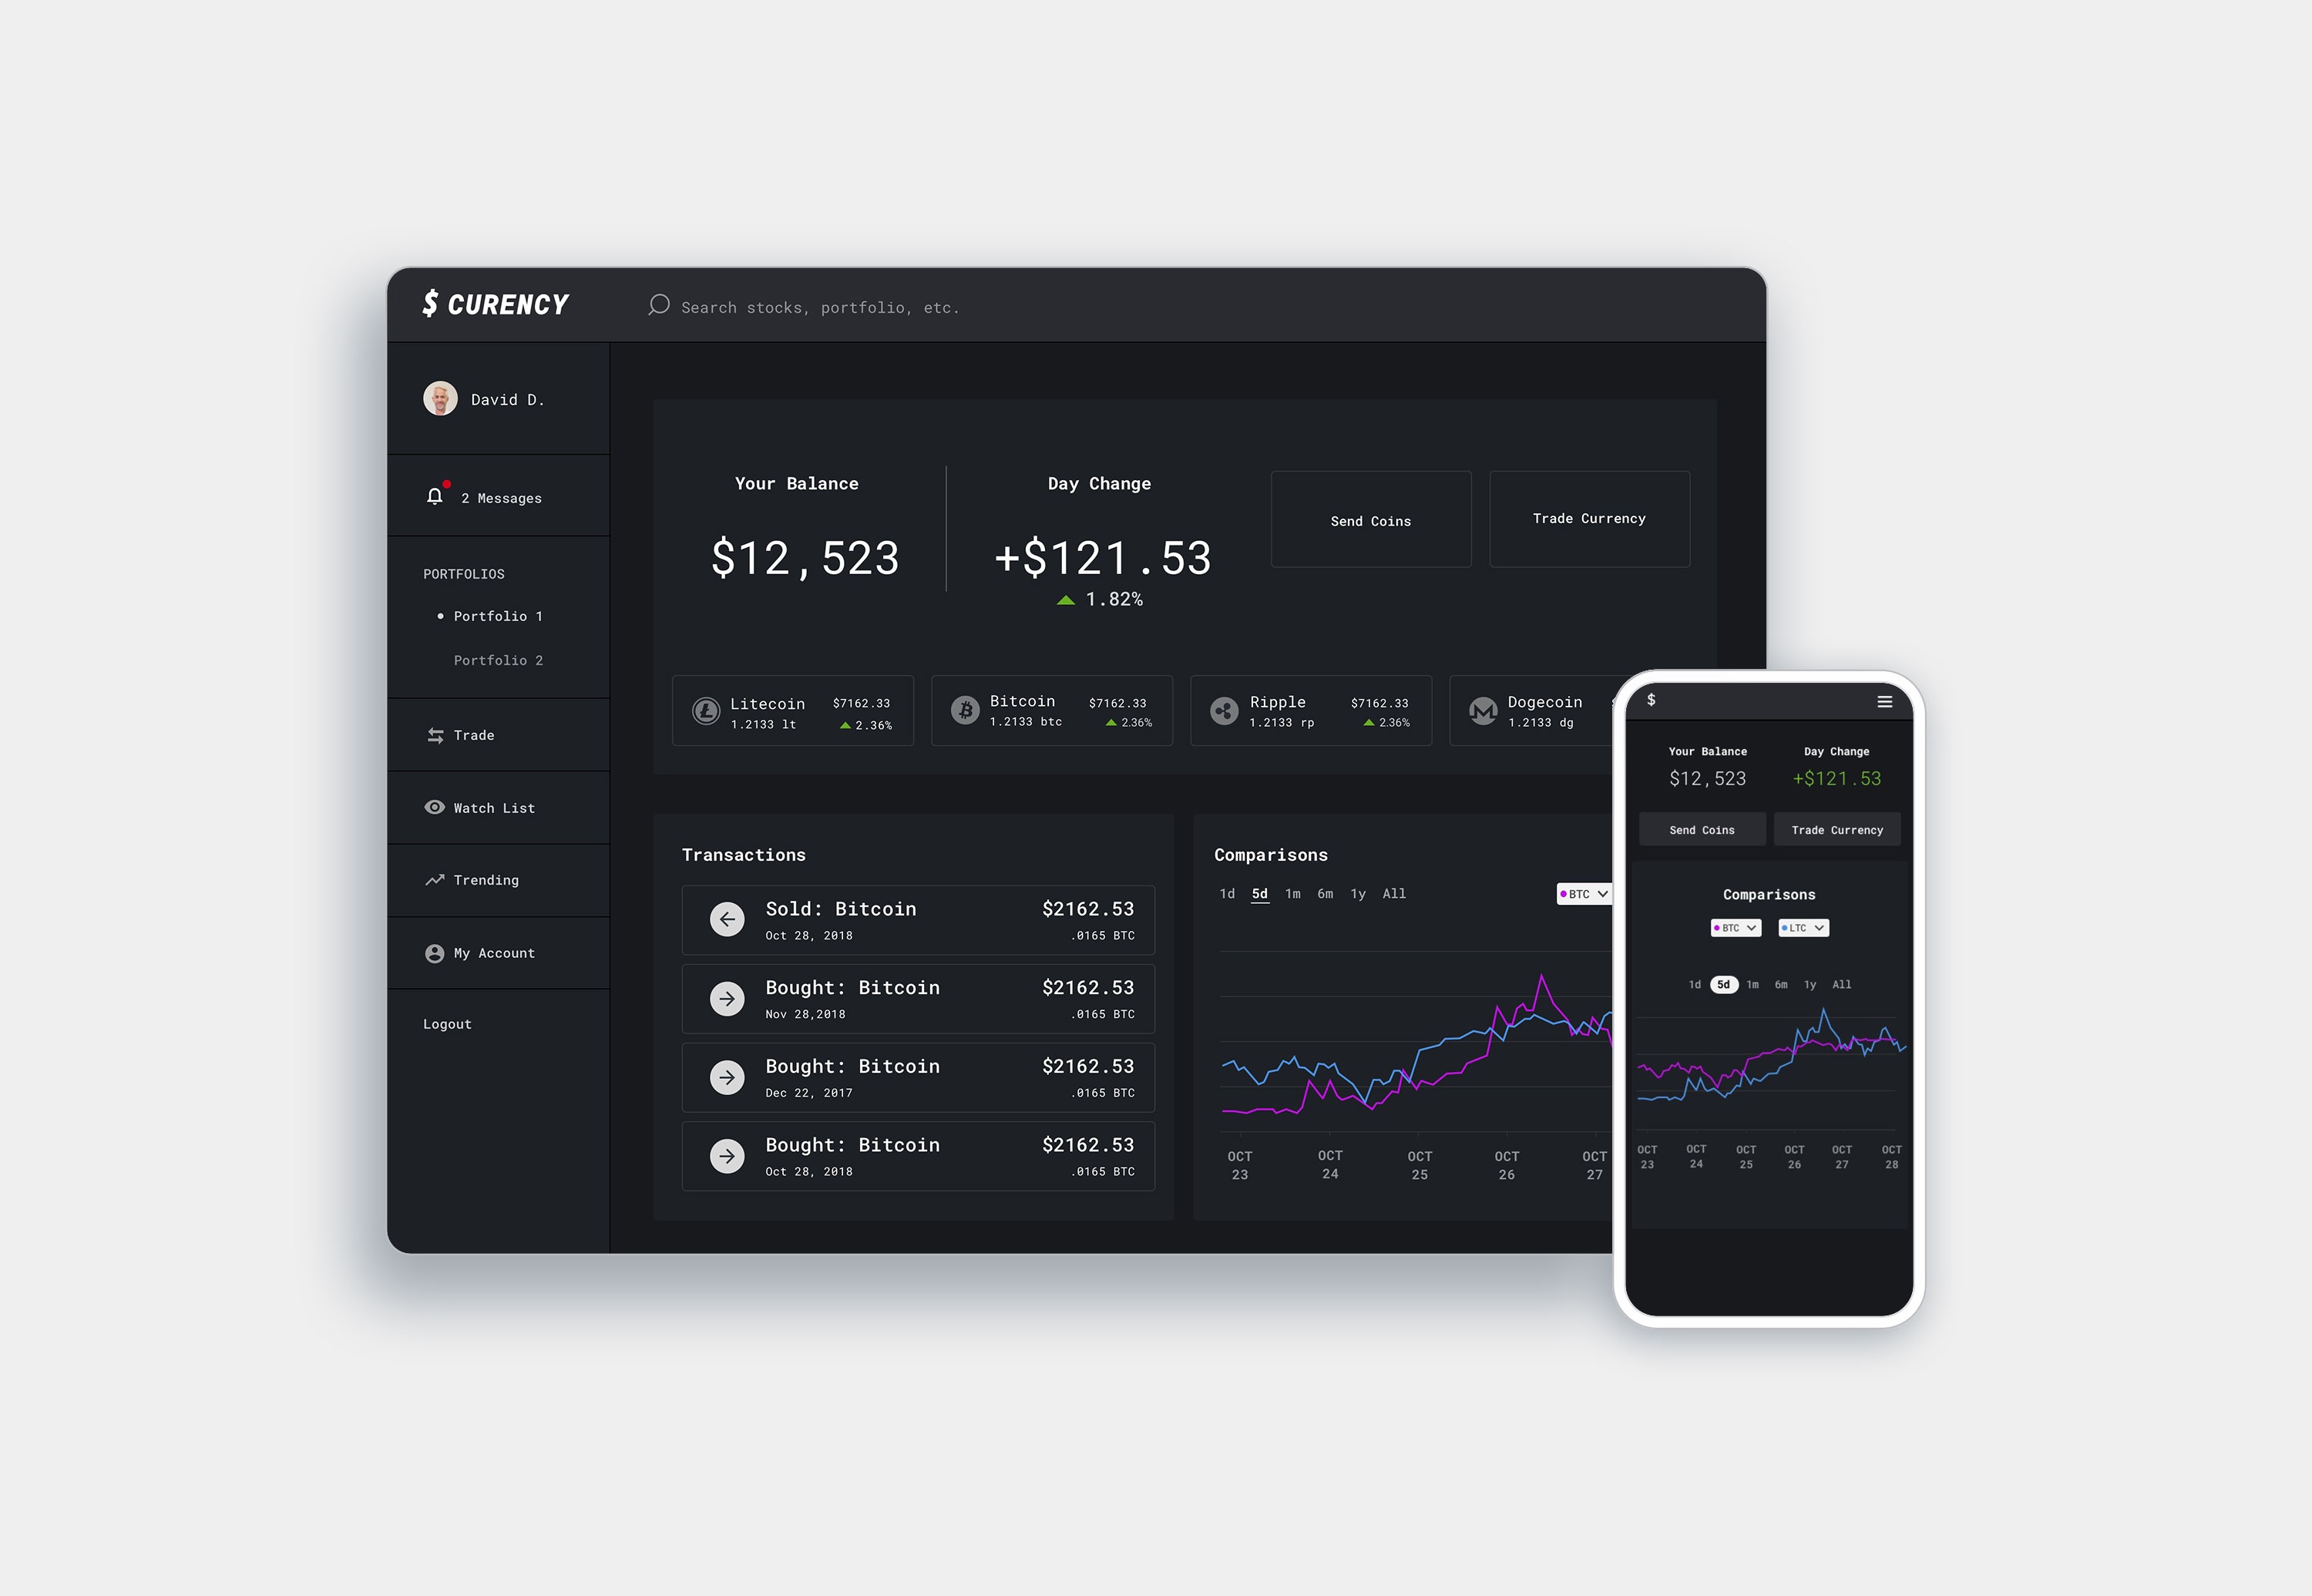 $ CURENCY
Search stocks, portfolio, etc.
David D.
2 Messages
PORTFOLIOS
Portfolio 1
Portfolio 2
Trade
Watch List
Trending
My Account
Logout
Your Balance
$12,523
Day Change
+$121.53
1.82%
Send Coins
Trade Currency
Litecoin $7162.33
1.2133 lt 2.36%
Bitcoin $7162.33
1.2133 btc 2.36%
Ripple $7162.33
1.2133 rp 2.36%
Dogecoin
1.2133 dg
Transactions
Sold: Bitcoin $2162.53
Oct 28, 2018 .0165 BTC
Bought: Bitcoin $2162.53
Nov 28,2018 .0165 BTC
Bought: Bitcoin $2162.53
Dec 22, 2017 .0165 BTC
Bought: Bitcoin $2162.53
Oct 28, 2018 .0165 BTC
Comparisons
1d 5d 1m 6m 1y All
BTC
OCT OCT OCT OCT OCT
23 24 25 26 27
$
Your Balance Day Change
$12,523 +$121.53
Send Coins Trade Currency
Comparisons
BTC LTC
1d 5d 1m 6m 1y All
OCT OCT OCT OCT OCT OCT
23 24 25 26 27 28